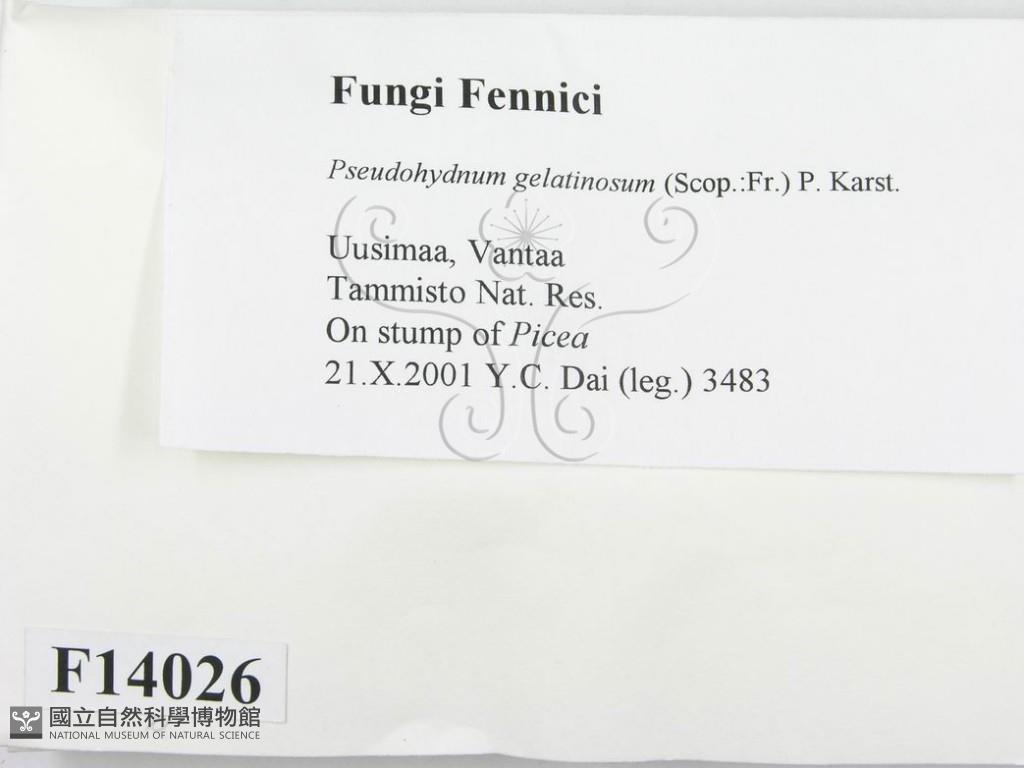 Fungi Fennici
Pseudohydnum gelatinosum (Scop.:Fr.) P. Karst.
Uusimaa, Vantaa
Tammisto Nat. Res.
On stump of Picea
21.X.2001 Y.C. Dai (leg.) 3483
F14026
國立自然科學博物館
NATIONAL MUSEUM OF NATURAL SCIENCE